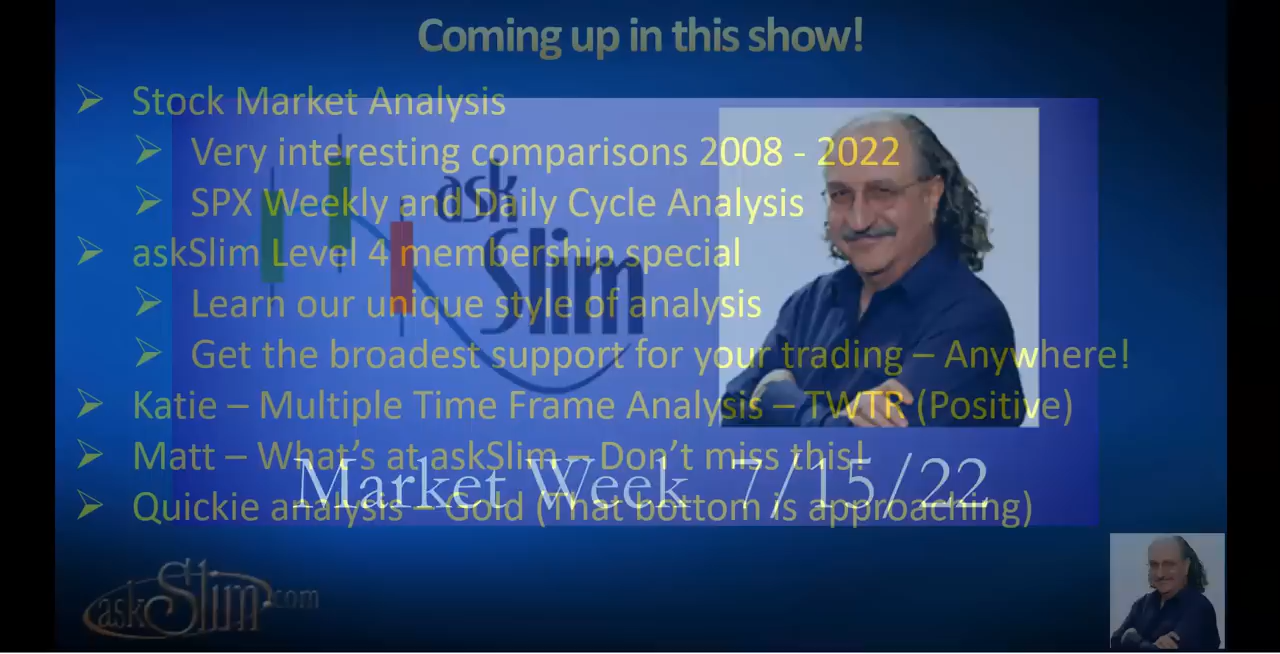 Coming up in this show!
Stock Market Analysis
Very interesting comparisons 2008 - 2022
SPX Weekly and Daily Cycle Analysis
askSlim Level 4 membership special
Learn our unique style of analysis
Get the broadest support for your trading – Anywhere!
Katie – Multiple Time Frame Analysis – TWTR (Positive)
Matt – What's at askSlim – Don't miss this!
Quickie analysis – Gold (That bottom is approaching)
ask
Slim
Market Week 7/15/22
askSlim.com